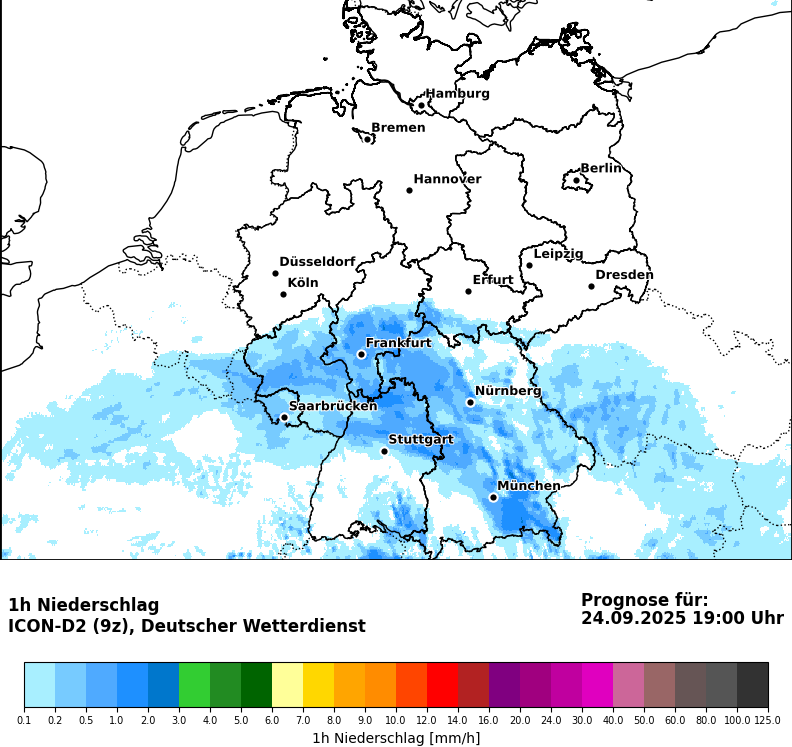 Hamburg
Bremen
Berlin
Hannover
Leipzig
Düsseldorf
Dresden
Köln
Erfurt
Frankfurt
Nürnberg
Saarbrücken
Stuttgart
München
1h Niederschlag
ICON-D2 (9z), Deutscher Wetterdienst
Prognose für:
24.09.2025 19:00 Uhr
0.1 0.2 0.5 1.0 2.0 3.0 4.0 5.0 6.0 7.0 8.0 9.0 10.0 12.0 14.0 16.0 20.0 24.0 30.0 40.0 50.0 60.0 80.0 100.0 125.0
1h Niederschlag [mm/h]